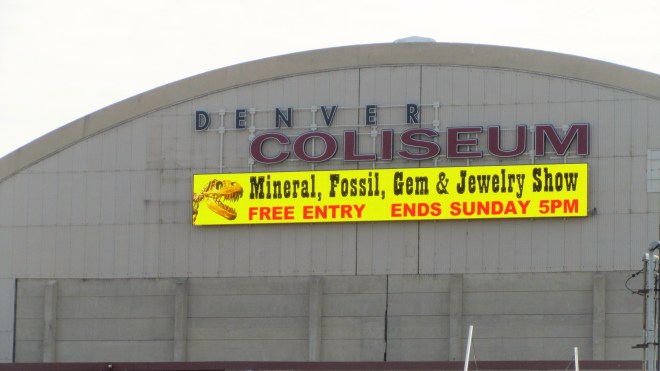 DENVER
COLISEUM
Mineral, Fossil, Gem & Jewelry Show
FREE ENTRY ENDS SUNDAY 5PM